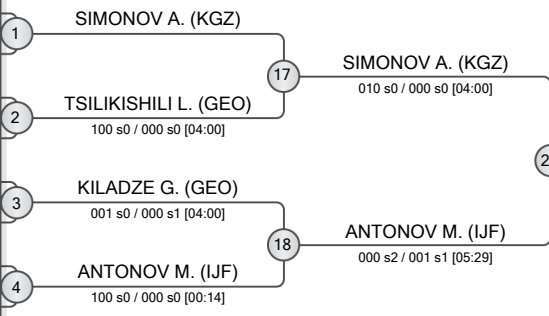 SIMONOV A. (KGZ)
1
17
SIMONOV A. (KGZ)
010 s0 / 000 s0 [04:00]
TSILIKISHILI L. (GEO)
2
100 s0 / 000 s0 [04:00]
2
KILADZE G. (GEO)
3
001 s0 / 000 s1 [04:00]
18
ANTONOV M. (IJF)
000 s2 / 001 s1 [05:29]
ANTONOV M. (IJF)
4
100 s0 / 000 s0 [00:14]